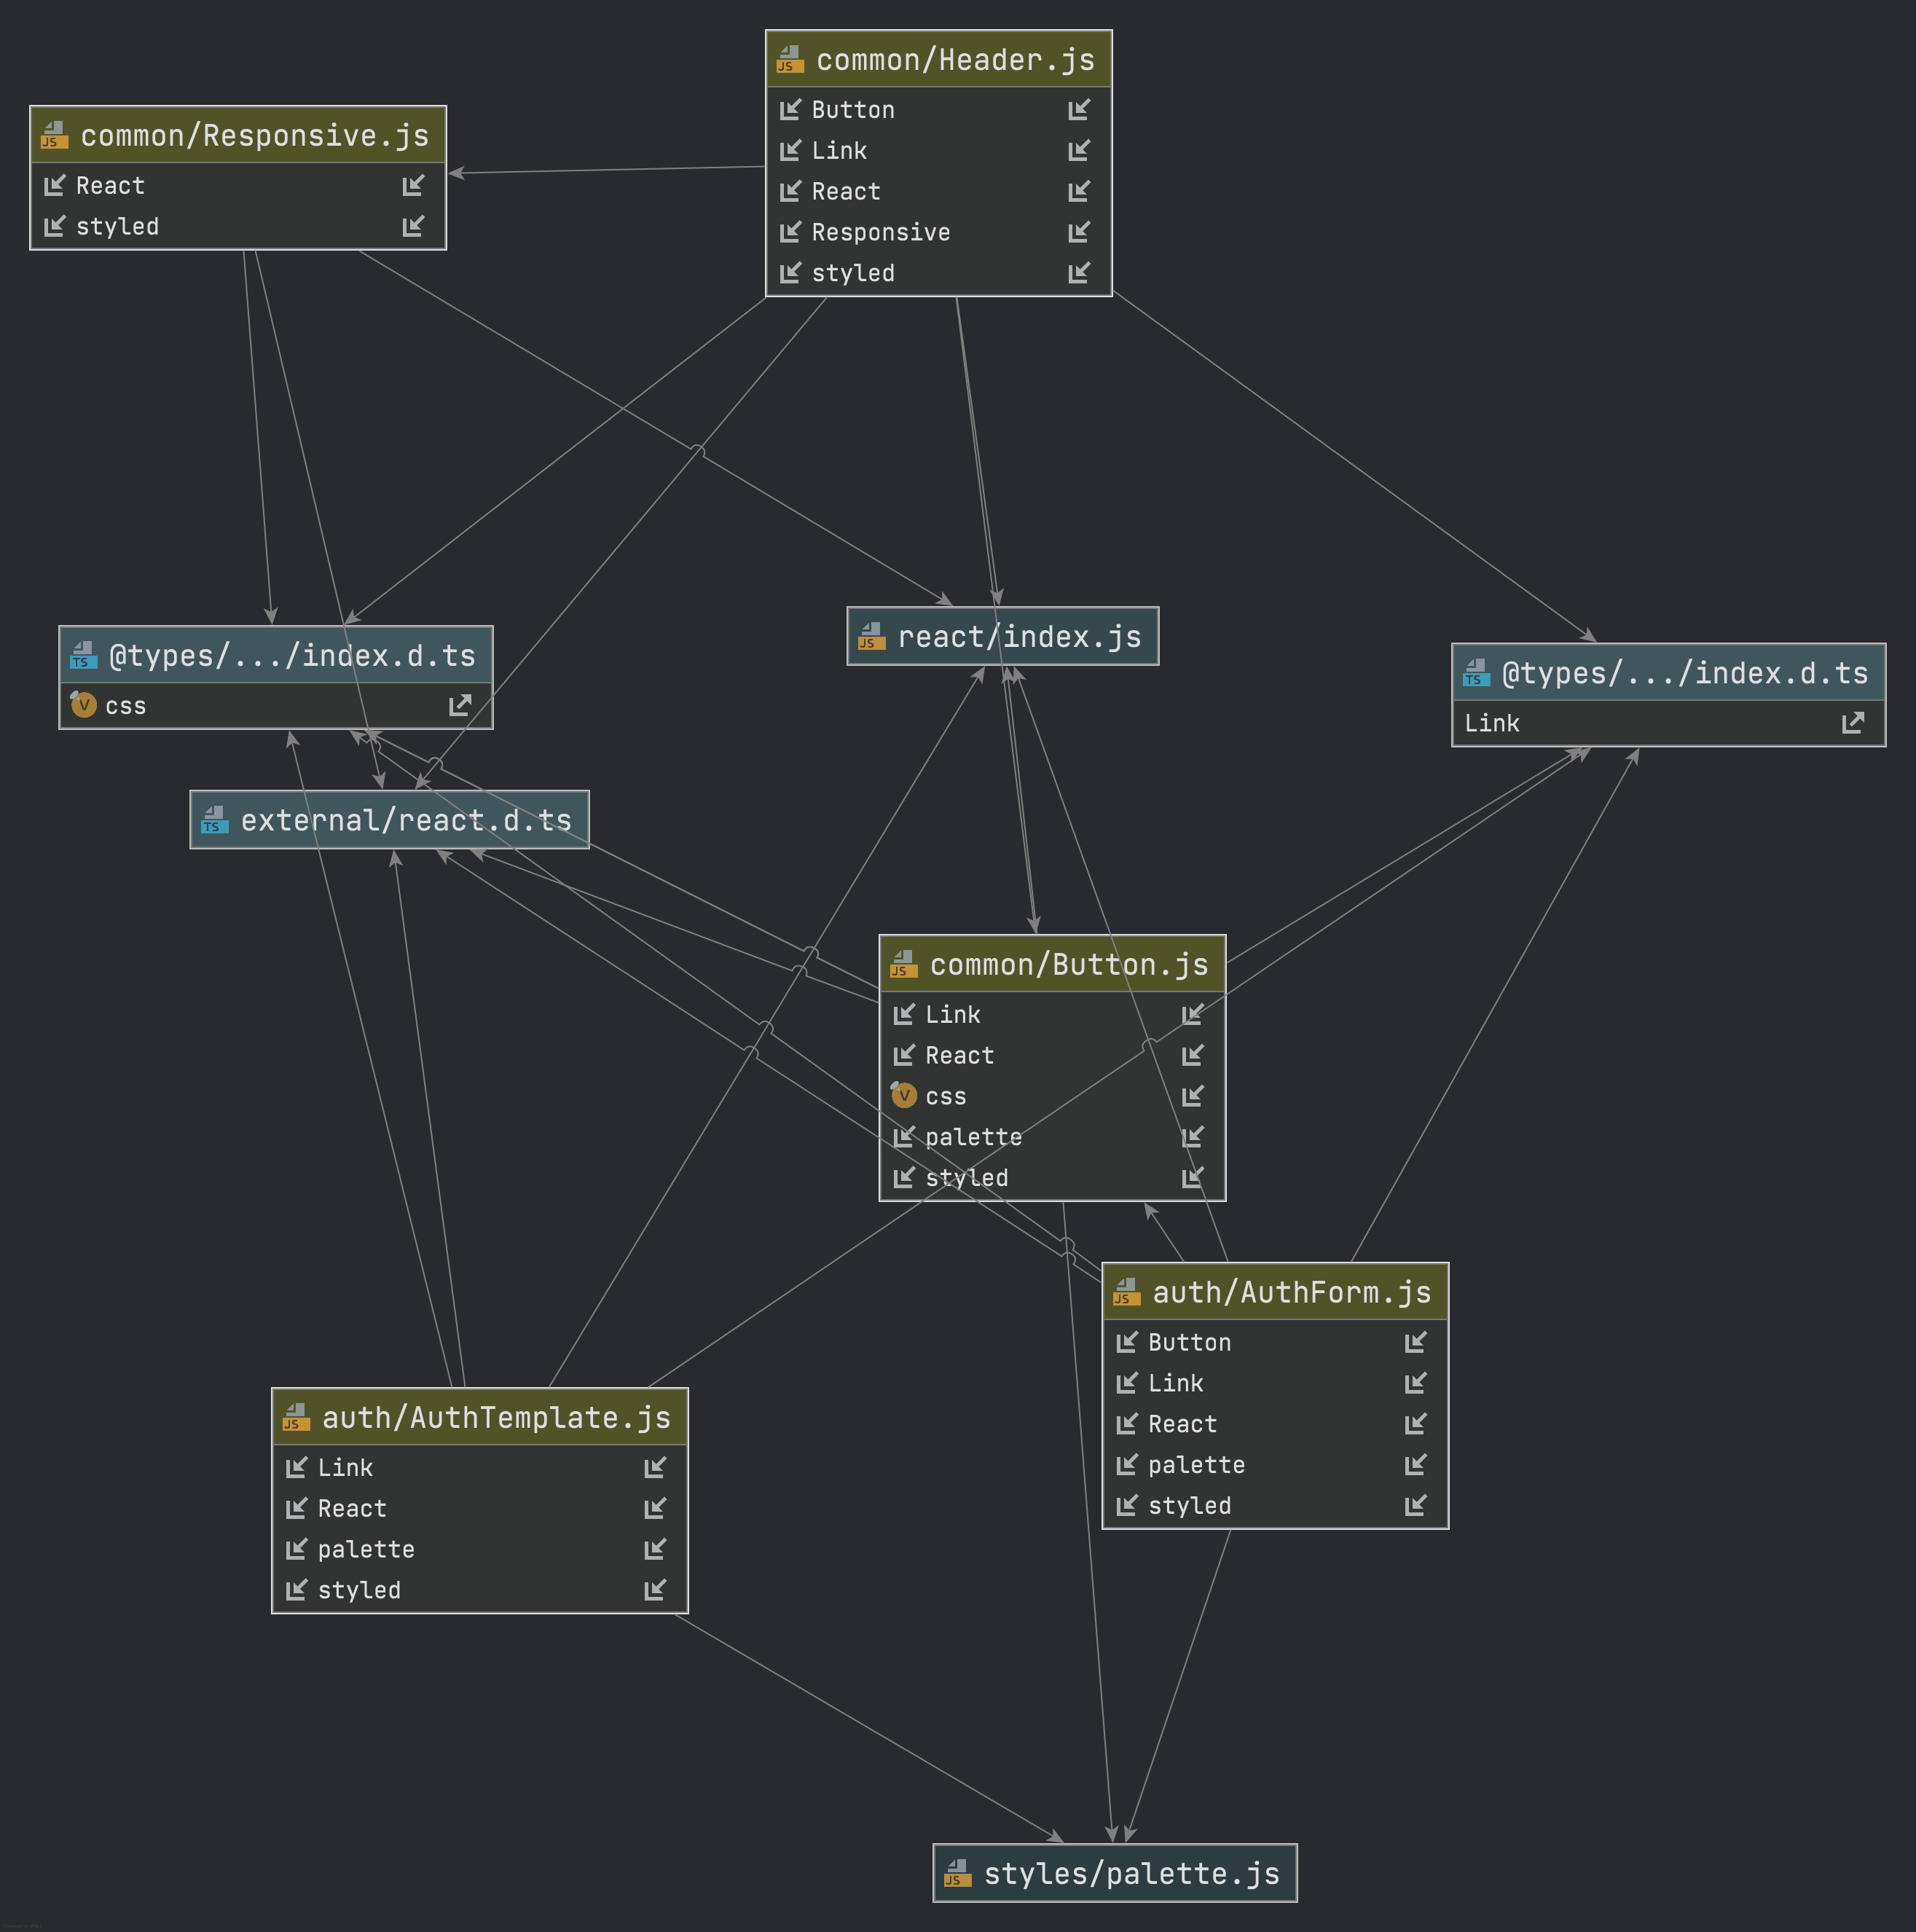 common/Header.js
Button
Link
React
Responsive
styled
common/Responsive.js
React
styled
react/index.js
@types/.../index.d.ts
css
@types/.../index.d.ts
Link
external/react.d.ts
common/Button.js
Link
React
css
palette
styled
auth/AuthForm.js
Button
Link
React
palette
styled
auth/AuthTemplate.js
Link
React
palette
styled
styles/palette.js